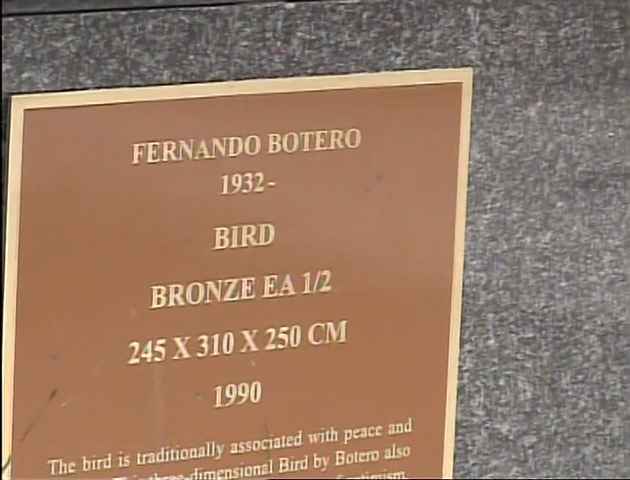 FERNANDO BOTERO
1932-
BIRD
BRONZE EA 1/2
245 X 310 X 250 CM
1990
The bird is traditionally associated with peace and
three-dimensional Bird by Botero also
optimism.